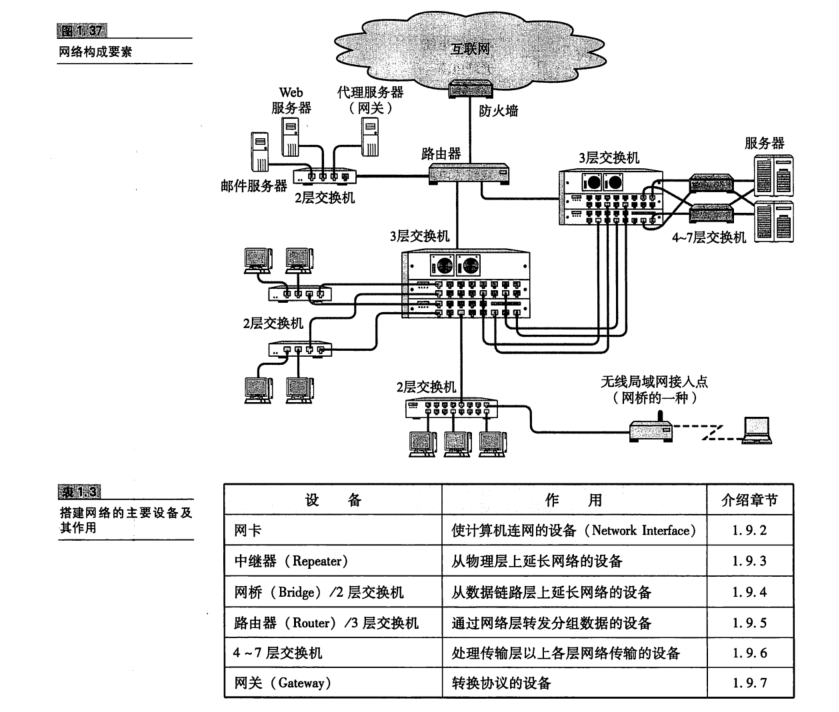 图1.37
网络构成要素
互联网
防火墙
Web
服务器
代理服务器
（网关）
邮件服务器
2层交换机
路由器
3层交换机
服务器
4~7层交换机
3层交换机
2层交换机
2层交换机
无线局域网接入点
（网桥的一种）
表1.3
搭建网络的主要设备及
其作用
设 备 作 用 介绍章节
网卡 使计算机连网的设备（Network Interface） 1.9.2
中继器（Repeater） 从物理层上延长网络的设备 1.9.3
网桥（Bridge）/2 层交换机 从数据链路层上延长网络的设备 1.9.4
路由器（Router）/3 层交换机 通过网络层转发分组数据的设备 1.9.5
4 ~ 7 层交换机 处理传输层以上各层网络传输的设备 1.9.6
网关（Gateway） 转换协议的设备 1.9.7